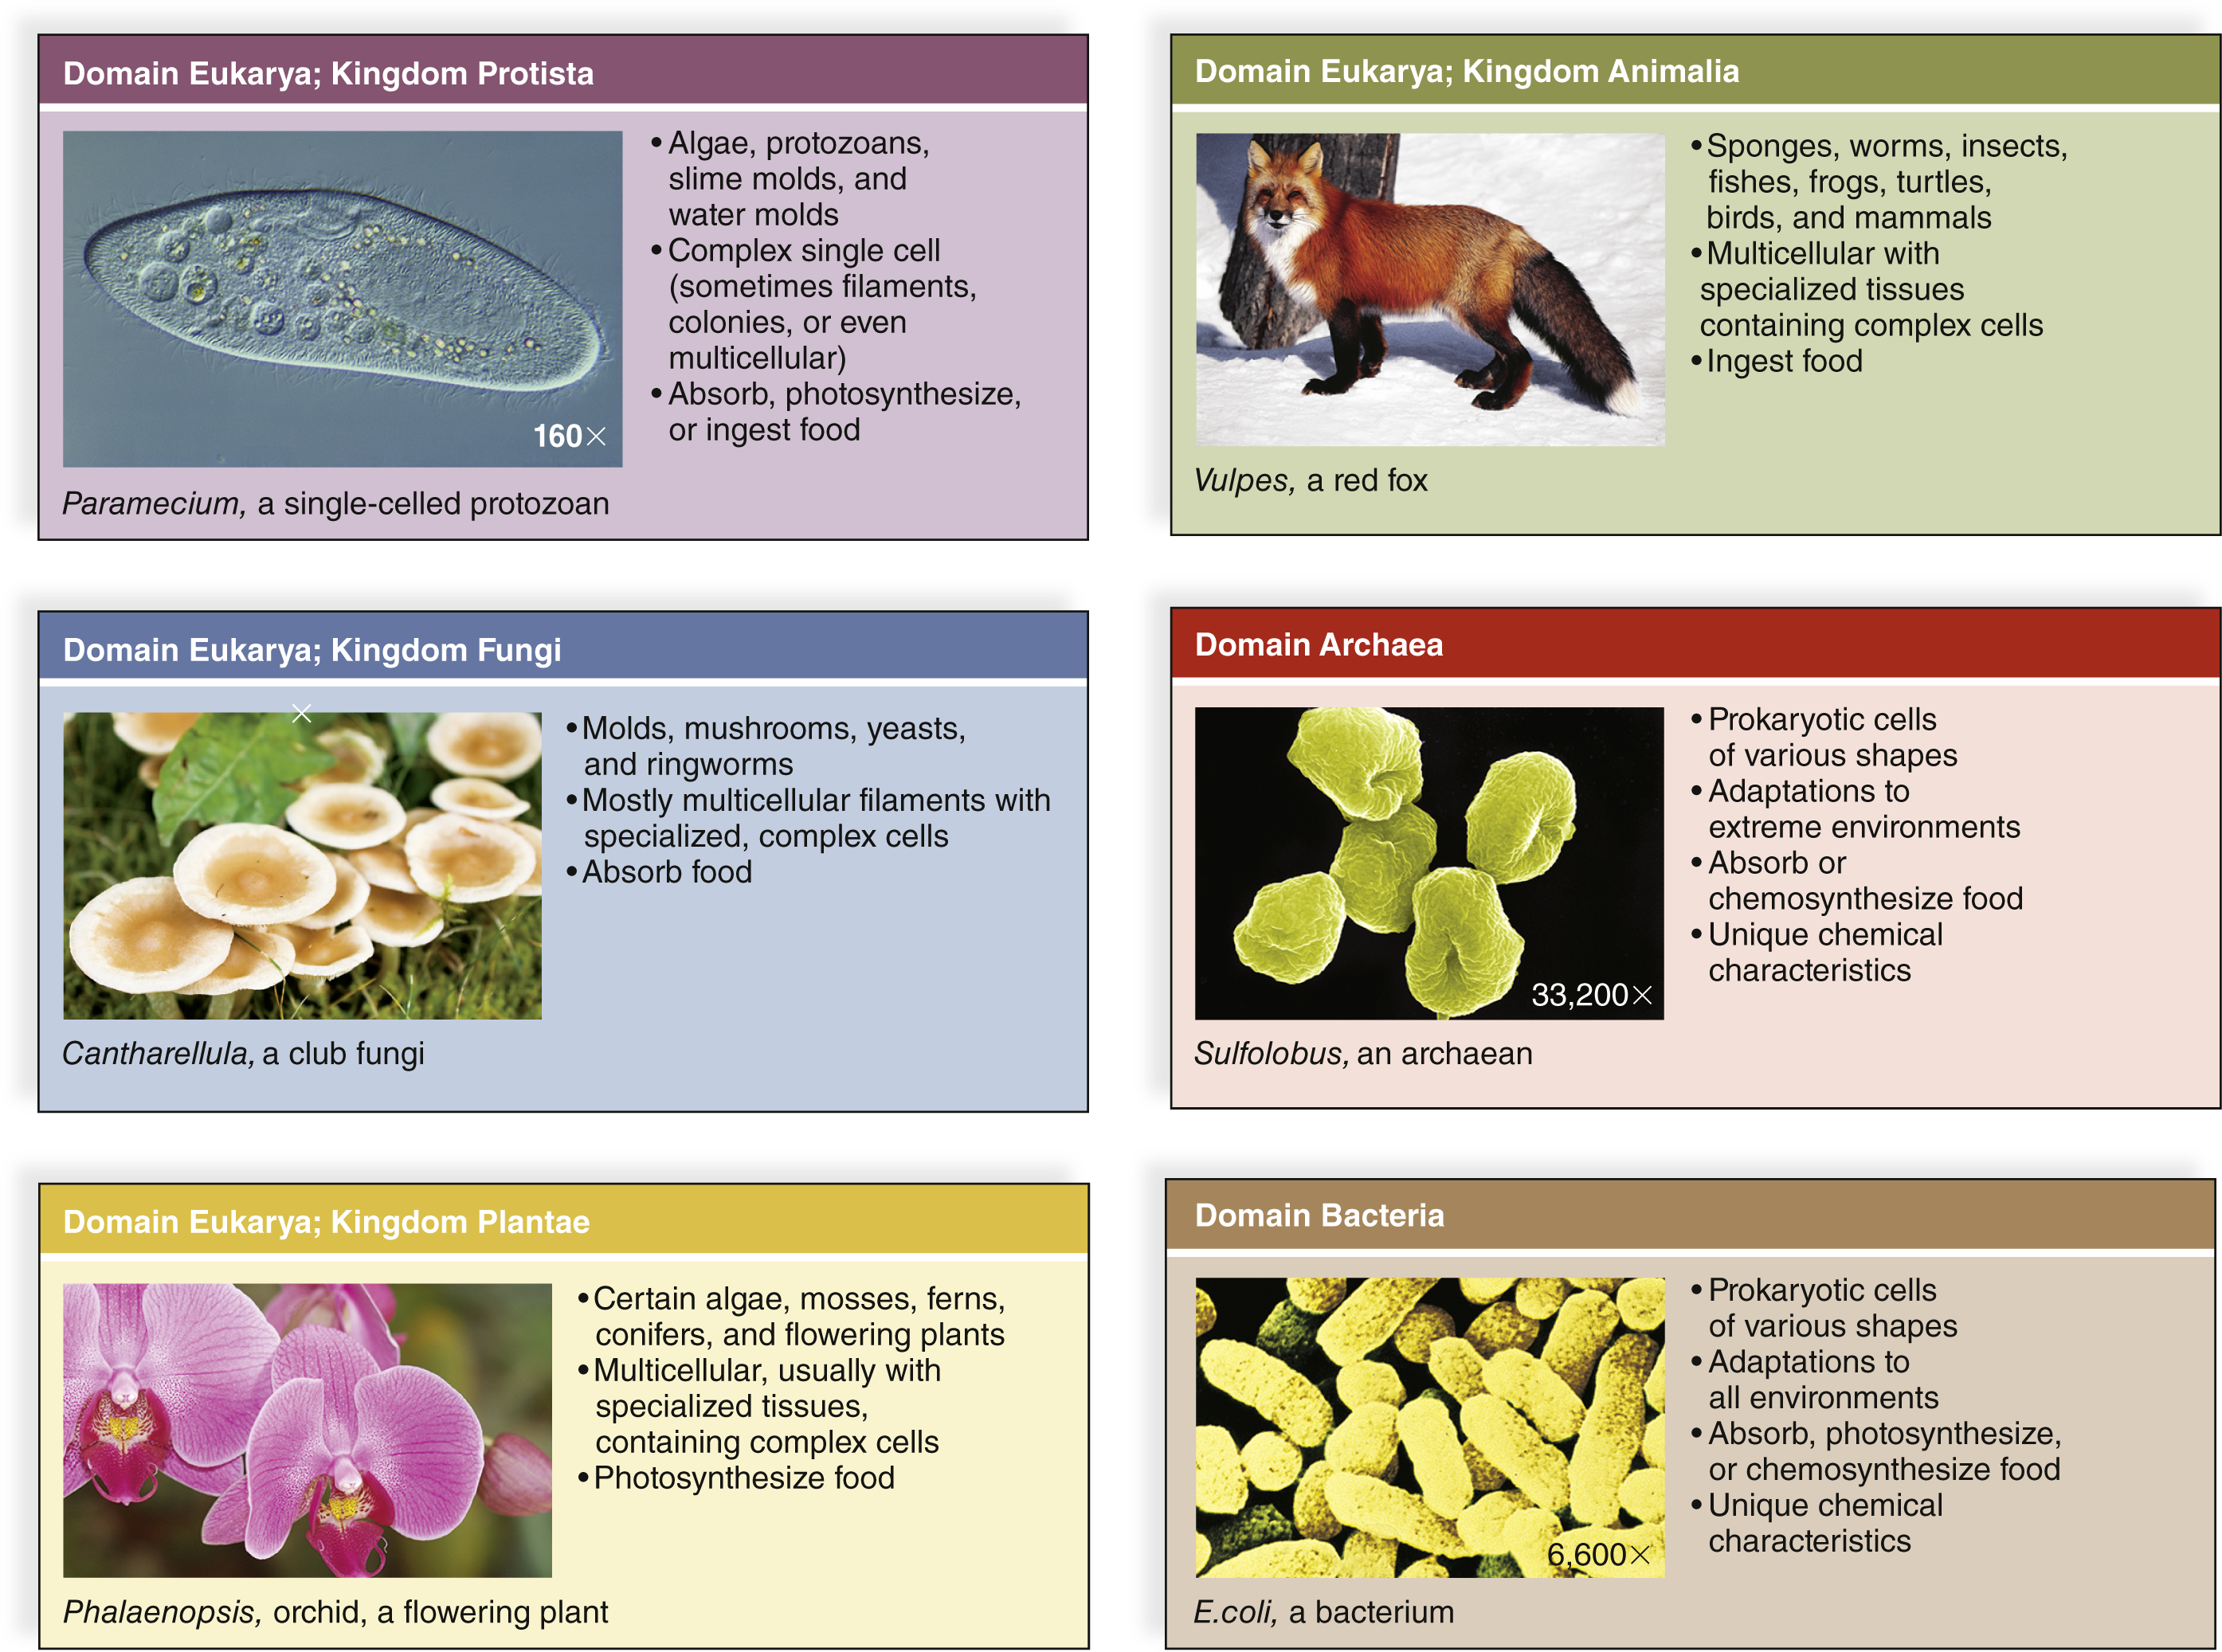 Domain Eukarya; Kingdom Protista
• Algae, protozoans,
slime molds, and
water molds
• Complex single cell
(sometimes filaments,
colonies, or even
multicellular)
• Absorb, photosynthesize,
or ingest food
160×
Paramecium, a single-celled protozoan
Domain Eukarya; Kingdom Animalia
• Sponges, worms, insects,
fishes, frogs, turtles,
birds, and mammals
• Multicellular with
specialized tissues
containing complex cells
• Ingest food
Vulpes, a red fox
Domain Eukarya; Kingdom Fungi
×
• Molds, mushrooms, yeasts,
and ringworms
• Mostly multicellular filaments with
specialized, complex cells
• Absorb food
Cantharellula, a club fungi
Domain Archaea
• Prokaryotic cells
of various shapes
• Adaptations to
extreme environments
• Absorb or
chemosynthesize food
• Unique chemical
characteristics
33,200×
Sulfolobus, an archaean
Domain Eukarya; Kingdom Plantae
• Certain algae, mosses, ferns,
conifers, and flowering plants
• Multicellular, usually with
specialized tissues,
containing complex cells
• Photosynthesize food
Phalaenopsis, orchid, a flowering plant
Domain Bacteria
• Prokaryotic cells
of various shapes
• Adaptations to
all environments
• Absorb, photosynthesize,
or chemosynthesize food
• Unique chemical
characteristics
6,600×
E.coli, a bacterium